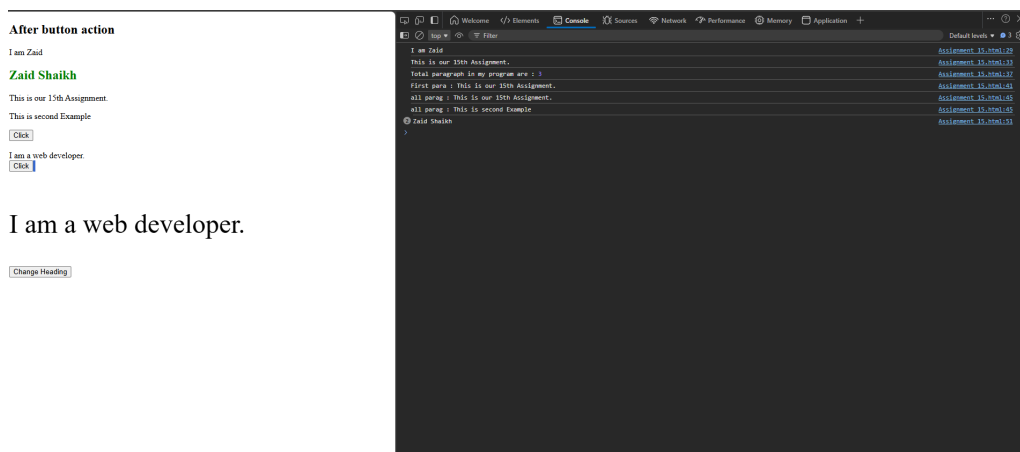 After button action
I am Zaid
Zaid Shaikh
This is our 15th Assignment.
This is second Example
Click
I am a web developer.
Click
I am a web developer.
Change Heading
Welcome </> Elements Console Sources Network Performance Memory Application
top Filter Default levels 3
I am Zaid Assignment 15.html:29
This is our 15th Assignment. Assignment 15.html:33
Total paragraph in my program are : 3 Assignment 15.html:37
First para : This is our 15th Assignment. Assignment 15.html:41
all parag : This is our 15th Assignment. Assignment 15.html:45
all parag : This is second Example Assignment 15.html:45
2 Zaid Shaikh Assignment 15.html:51